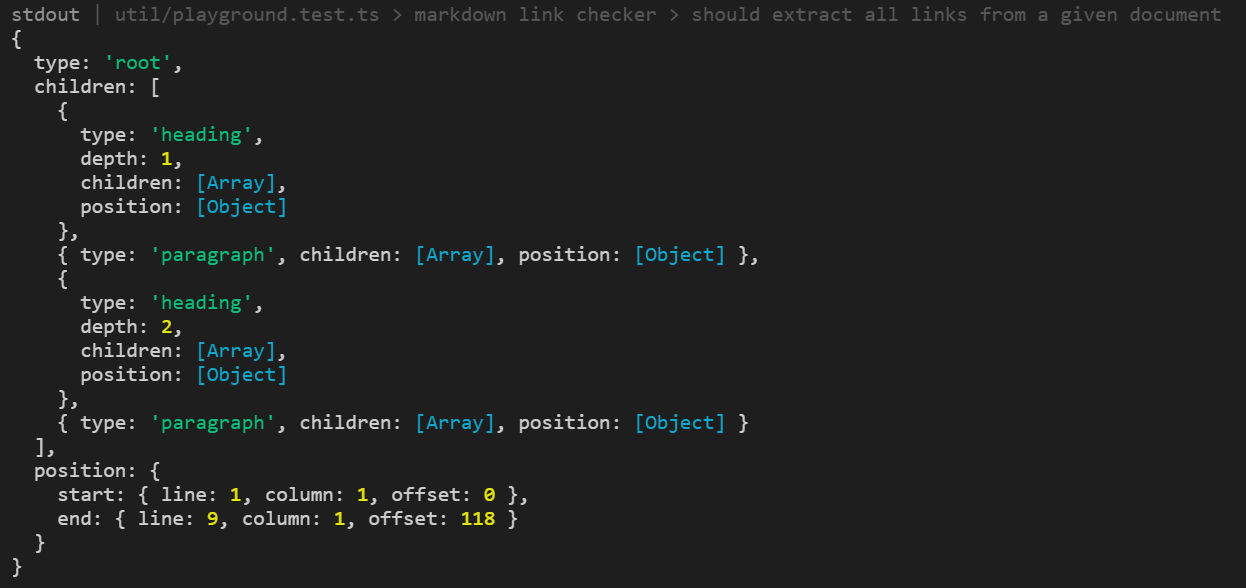 stdout | util/playground.test.ts > markdown link checker > should extract all links from a given document
{
  type: 'root',
  children: [
    {
      type: 'heading',
      depth: 1,
      children: [Array],
      position: [Object]
    },
    { type: 'paragraph', children: [Array], position: [Object] },
    {
      type: 'heading',
      depth: 2,
      children: [Array],
      position: [Object]
    },
    { type: 'paragraph', children: [Array], position: [Object] }
  ],
  position: {
    start: { line: 1, column: 1, offset: 0 },
    end: { line: 9, column: 1, offset: 118 }
  }
}